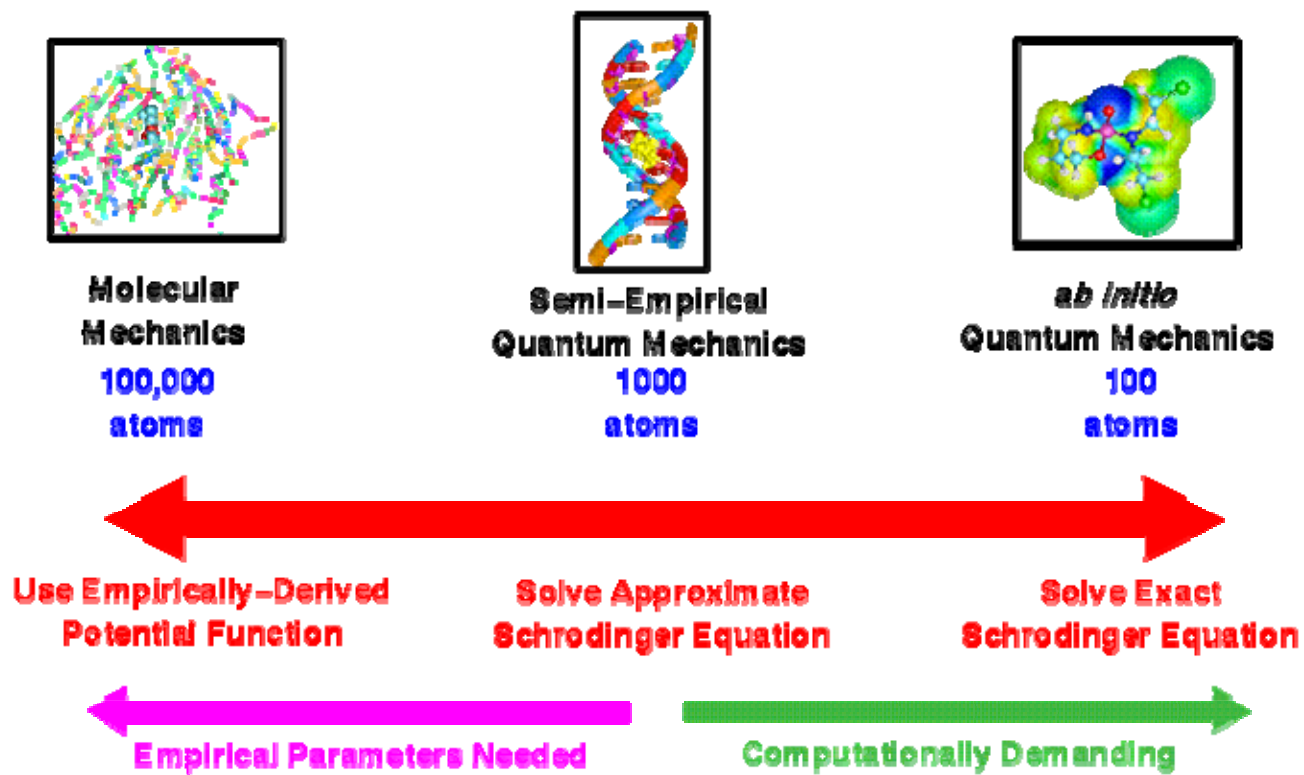 Molecular
Mechanics
100,000
atoms
Semi-Empirical
Quantum Mechanics
1000
atoms
ab initio
Quantum Mechanics
100
atoms
Use Empirically-Derived
Potential Function
Solve Approximate
Schrodinger Equation
Solve Exact
Schrodinger Equation
Empirical Parameters Needed
Computationally Demanding